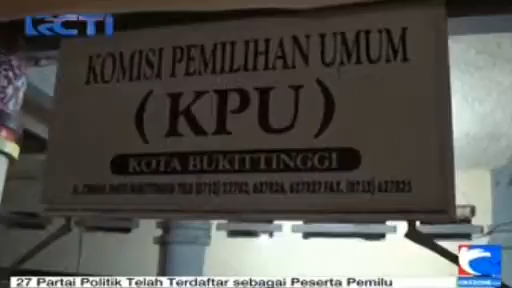 RCTI
KOMISI PEMILIHAN UMUM
(KPU)
KOTA BUKITTINGGI
27 Partai Politik Telah Terdaftar sebagai Peserta Pemilu